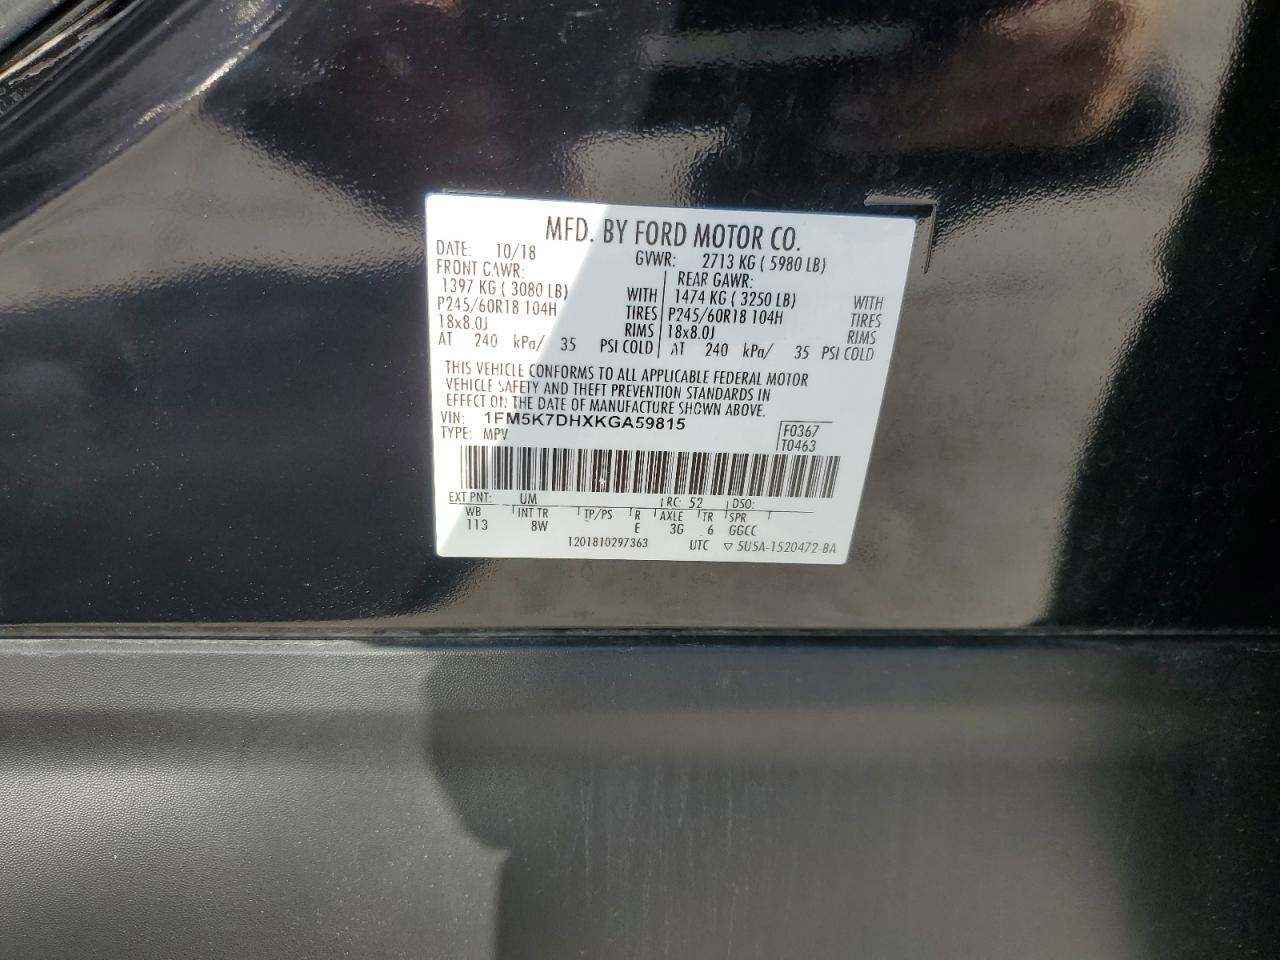 MFD. BY FORD MOTOR CO.
DATE: 10/18 GVWR: 2713 KG ( 5980 LB)
FRONT GAWR: REAR GAWR:
1397 KG ( 3080 LB) WITH 1474 KG ( 3250 LB) WITH
P245/60R18 104H TIRES P245/60R18 104H TIRES
18x8.0J RIMS 18x8.0J RIMS
AT 240 kPa/ 35 PSI COLD AT 240 kPa/ 35 PSI COLD
THIS VEHICLE CONFORMS TO ALL APPLICABLE FEDERAL MOTOR
VEHICLE SAFETY AND THEFT PREVENTION STANDARDS IN
EFFECT ON THE DATE OF MANUFACTURE SHOWN ABOVE.
VIN: 1FM5K7DHXKGA59815 F0367
TYPE: MPV T0463
EXT PNT: UM RC: 52 DSO:
WB INT TR TP/PS R AXLE TR SPR
113 8W E 3G 6 GGCC
1201810297363 UTC ▽ 5U5A-1520472-BA